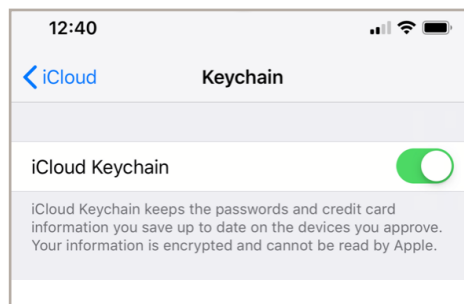 12:40
iCloud
Keychain
iCloud Keychain
iCloud Keychain keeps the passwords and credit card
information you save up to date on the devices you approve.
Your information is encrypted and cannot be read by Apple.